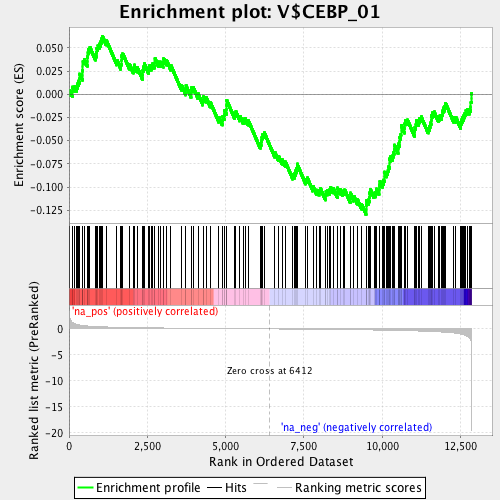 Enrichment plot: V$CEBP_01
Enrichment score (ES)
0.050
0.025
0.000
-0.025
-0.050
-0.075
-0.100
-0.125
'na_pos' (positively correlated)
Ranked list metric (PreRanked)
0
-5
-10
-15
-20
Zero cross at 6412
'na_neg' (negatively correlated)
0
2,500
5,000
7,500
10,000
12,500
Rank in Ordered Dataset
Enrichment profile
Hits
Ranking metric scores